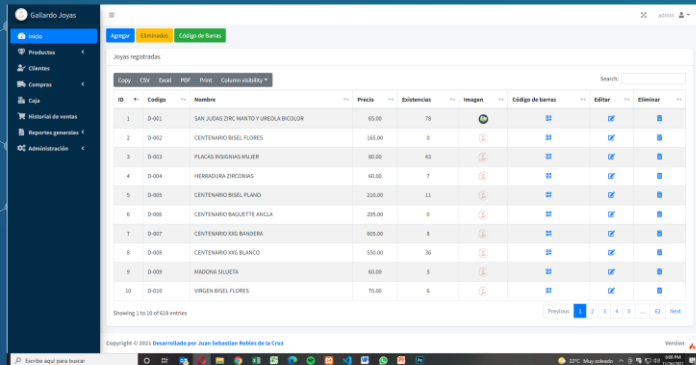 Gallardo Joyas
admin
Inicio
Productos
Clientes
Compras
Caja
Historial de ventas
Reportes generales
Administración
Agregar Eliminados Código de Barras
Joyas registradas
Copy CSV Excel PDF Print Column visibility
Search:
ID Codigo Nombre Precio Existencias Imagen Código de barras Editar Eliminar
1 D-001 SAN JUDAS ZIRC MANTO Y UREOLA BICOLOR 65.00 78
2 D-002 CENTENARIO BISEL FLORES 165.00 0
3 D-003 PLACAS INSIGNIAS MUJER 80.00 43
4 D-004 HERRADURA ZIRCONIAS 60.00 7
5 D-005 CENTENARIO BISEL PLANO 210.00 11
6 D-006 CENTENARIO BAGUETTE ANCLA 285.00 0
7 D-007 CENTENARIO XXG BANDERA 8
8 D-008 CENTENARIO XXG BLANCO 550.00 36
9 D-009 MADONA SILUETA 60.00 5
10 D-010 VIRGEN BISEL FLORES 70.00 6
Showing 1 to 10 of 618 entries
Previous 1 2 3 4 5 ... 62 Next
Copyright © 2021 Desarrollado por Juan Sebastian Robles de la Cruz
Version
Escribe aquí para buscar
22°C Muy soleado